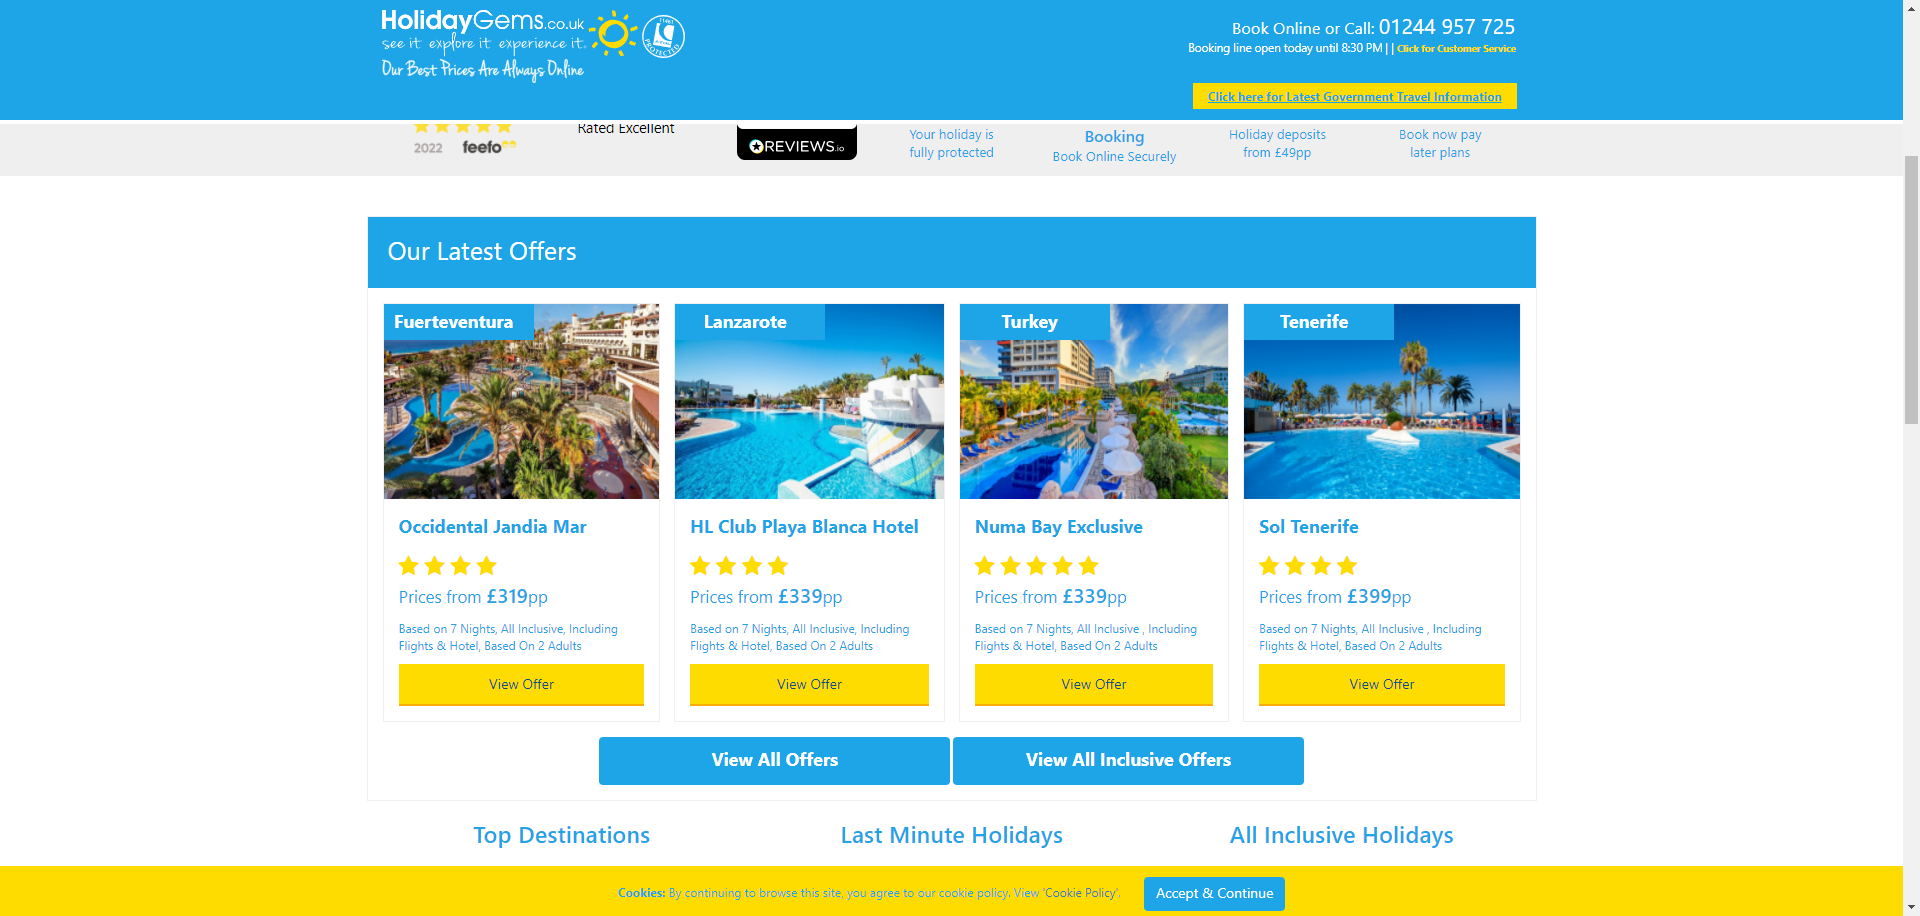 HolidayGems.co.uk
see it. explore it. experience it.
Our Best Prices Are Always Online
Book Online or Call: 01244 957 725
Booking line open today until 8:30 PM | | Click for Customer Service
Click here for Latest Government Travel Information
2022 feefo
Rated Excellent
REVIEWS.io
Your holiday is
fully protected
Booking
Book Online Securely
Holiday deposits
from £49pp
Book now pay
later plans
Our Latest Offers
Fuerteventura
Occidental Jandia Mar
Prices from £319pp
Based on 7 Nights, All Inclusive, Including
Flights & Hotel, Based On 2 Adults
View Offer
Lanzarote
HL Club Playa Blanca Hotel
Prices from £339pp
Based on 7 Nights, All Inclusive, Including
Flights & Hotel, Based On 2 Adults
View Offer
Turkey
Numa Bay Exclusive
Prices from £339pp
Based on 7 Nights, All Inclusive , Including
Flights & Hotel, Based On 2 Adults
View Offer
Tenerife
Sol Tenerife
Prices from £399pp
Based on 7 Nights, All Inclusive , Including
Flights & Hotel, Based On 2 Adults
View Offer
View All Offers
View All Inclusive Offers
Top Destinations
Last Minute Holidays
All Inclusive Holidays
Cookies: By continuing to browse this site, you agree to our cookie policy. View 'Cookie Policy'.
Accept & Continue